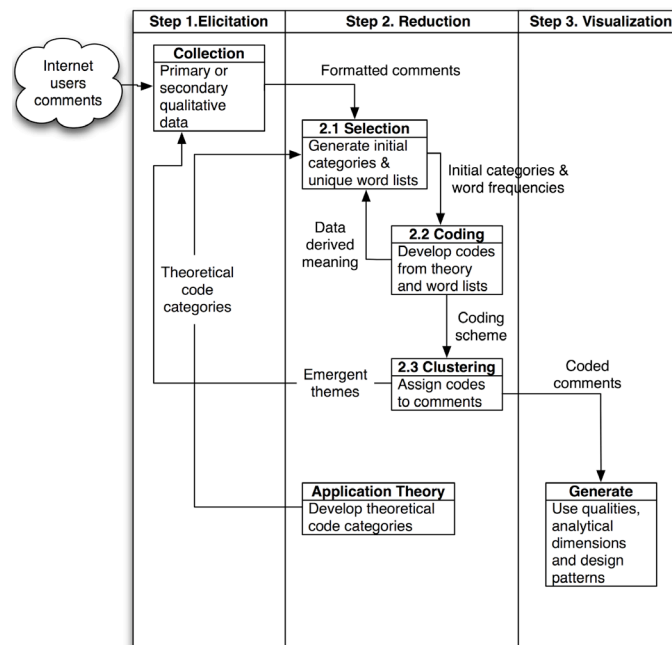 Step 1.Elicitation
Step 2. Reduction
Step 3. Visualization
Internet
users
comments
Collection
Primary or
secondary
qualitative
data
Formatted comments
2.1 Selection
Generate initial
categories &
unique word lists
Initial categories &
word frequencies
Data
derived
meaning
2.2 Coding
Develop codes
from theory
and word lists
Theoretical
code
categories
Coding
scheme
Emergent
themes
2.3 Clustering
Assign codes
to comments
Coded
comments
Application Theory
Develop theoretical
code categories
Generate
Use qualities,
analytical
dimensions
and design
patterns